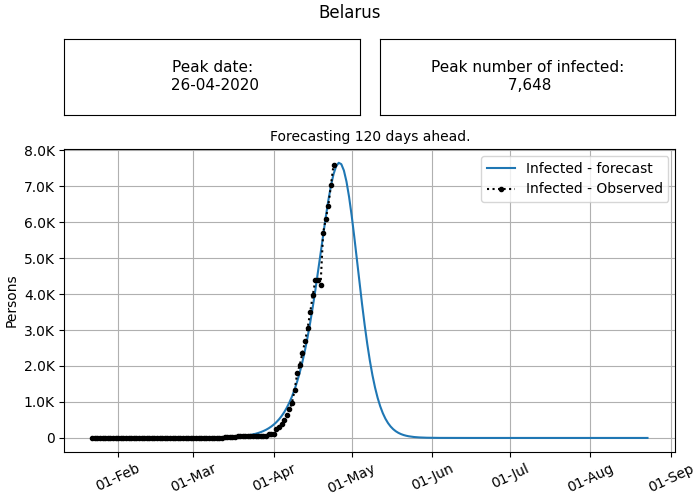 Belarus
Peak date:
26-04-2020
Peak number of infected:
7,648
Forecasting 120 days ahead.
8.0K
7.0K
6.0K
5.0K
4.0K
3.0K
2.0K
1.0K
0
Persons
Infected - forecast
Infected - Observed
01-Feb
01-Mar
01-Apr
01-May
01-Jun
01-Jul
01-Aug
01-Sep